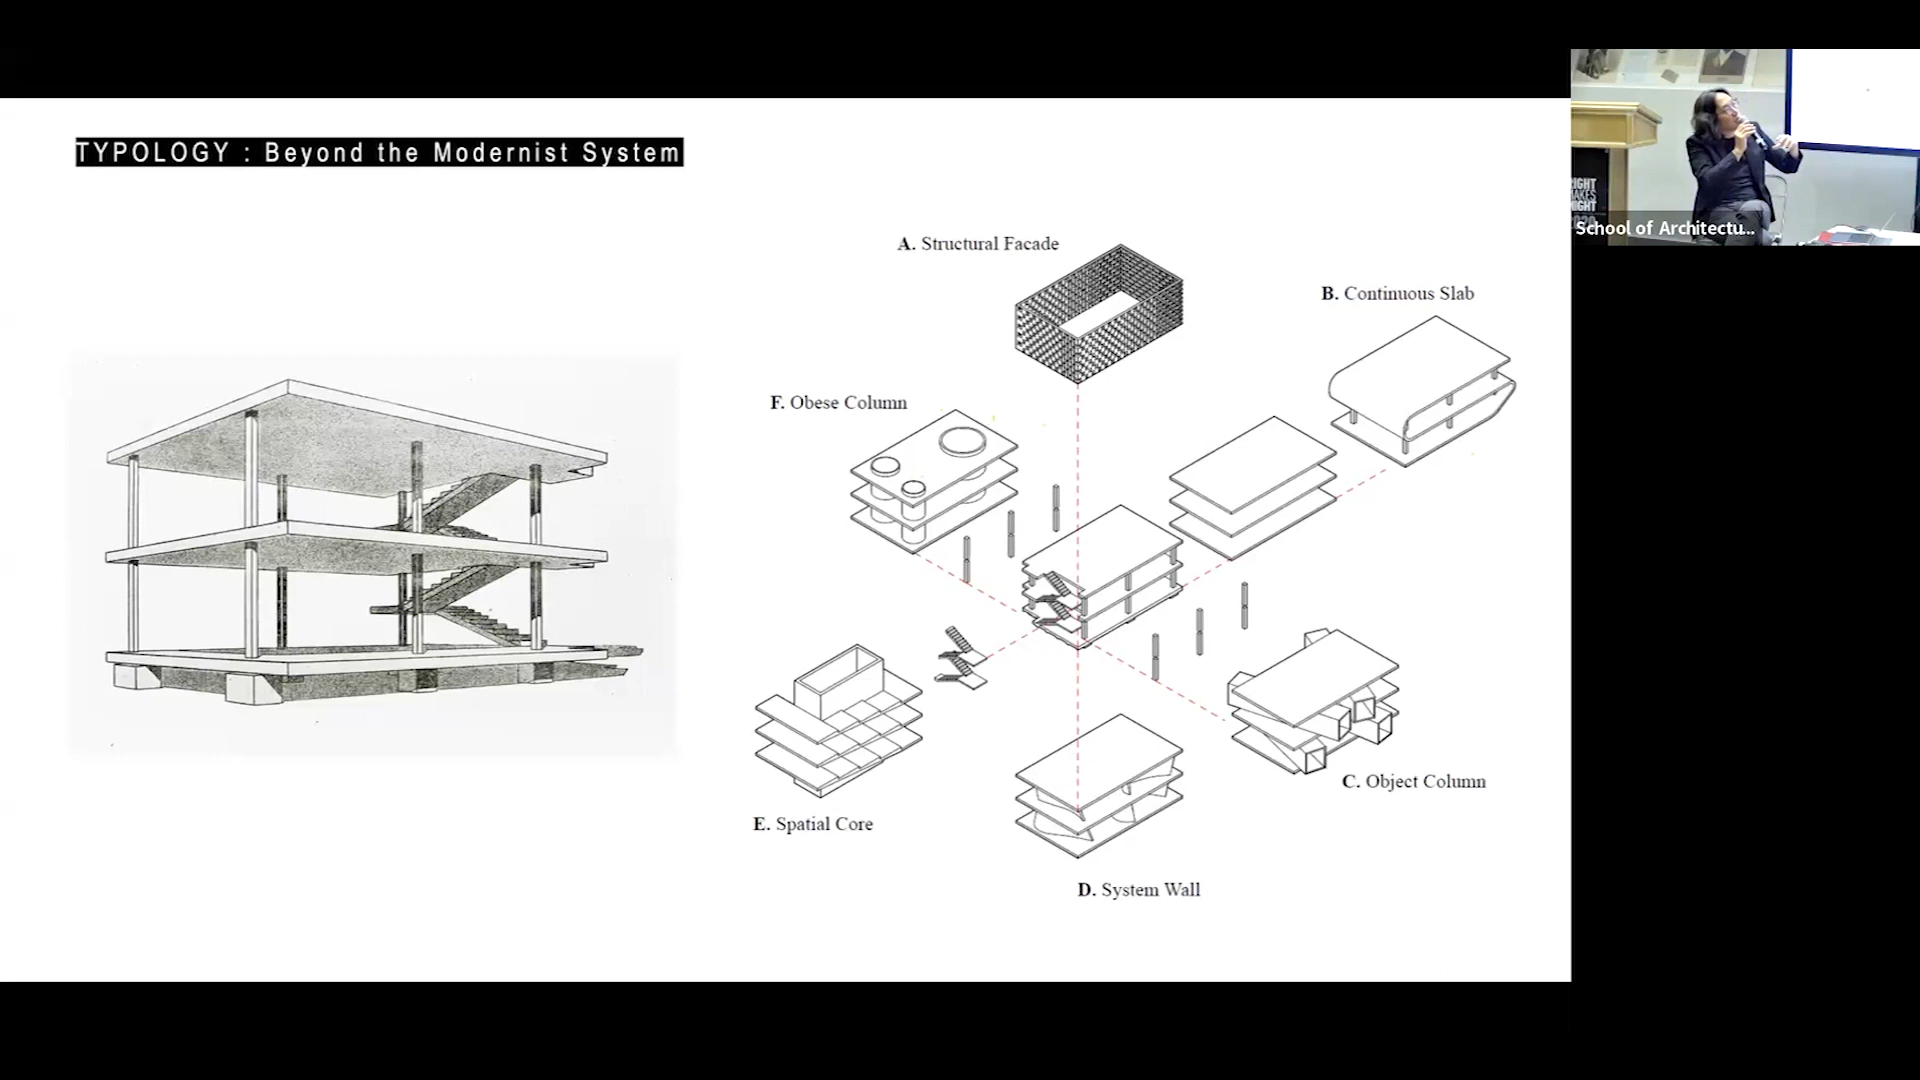 TYPOLOGY : Beyond the Modernist System
A. Structural Facade
B. Continuous Slab
F. Obese Column
C. Object Column
E. Spatial Core
D. System Wall
School of Architectu...